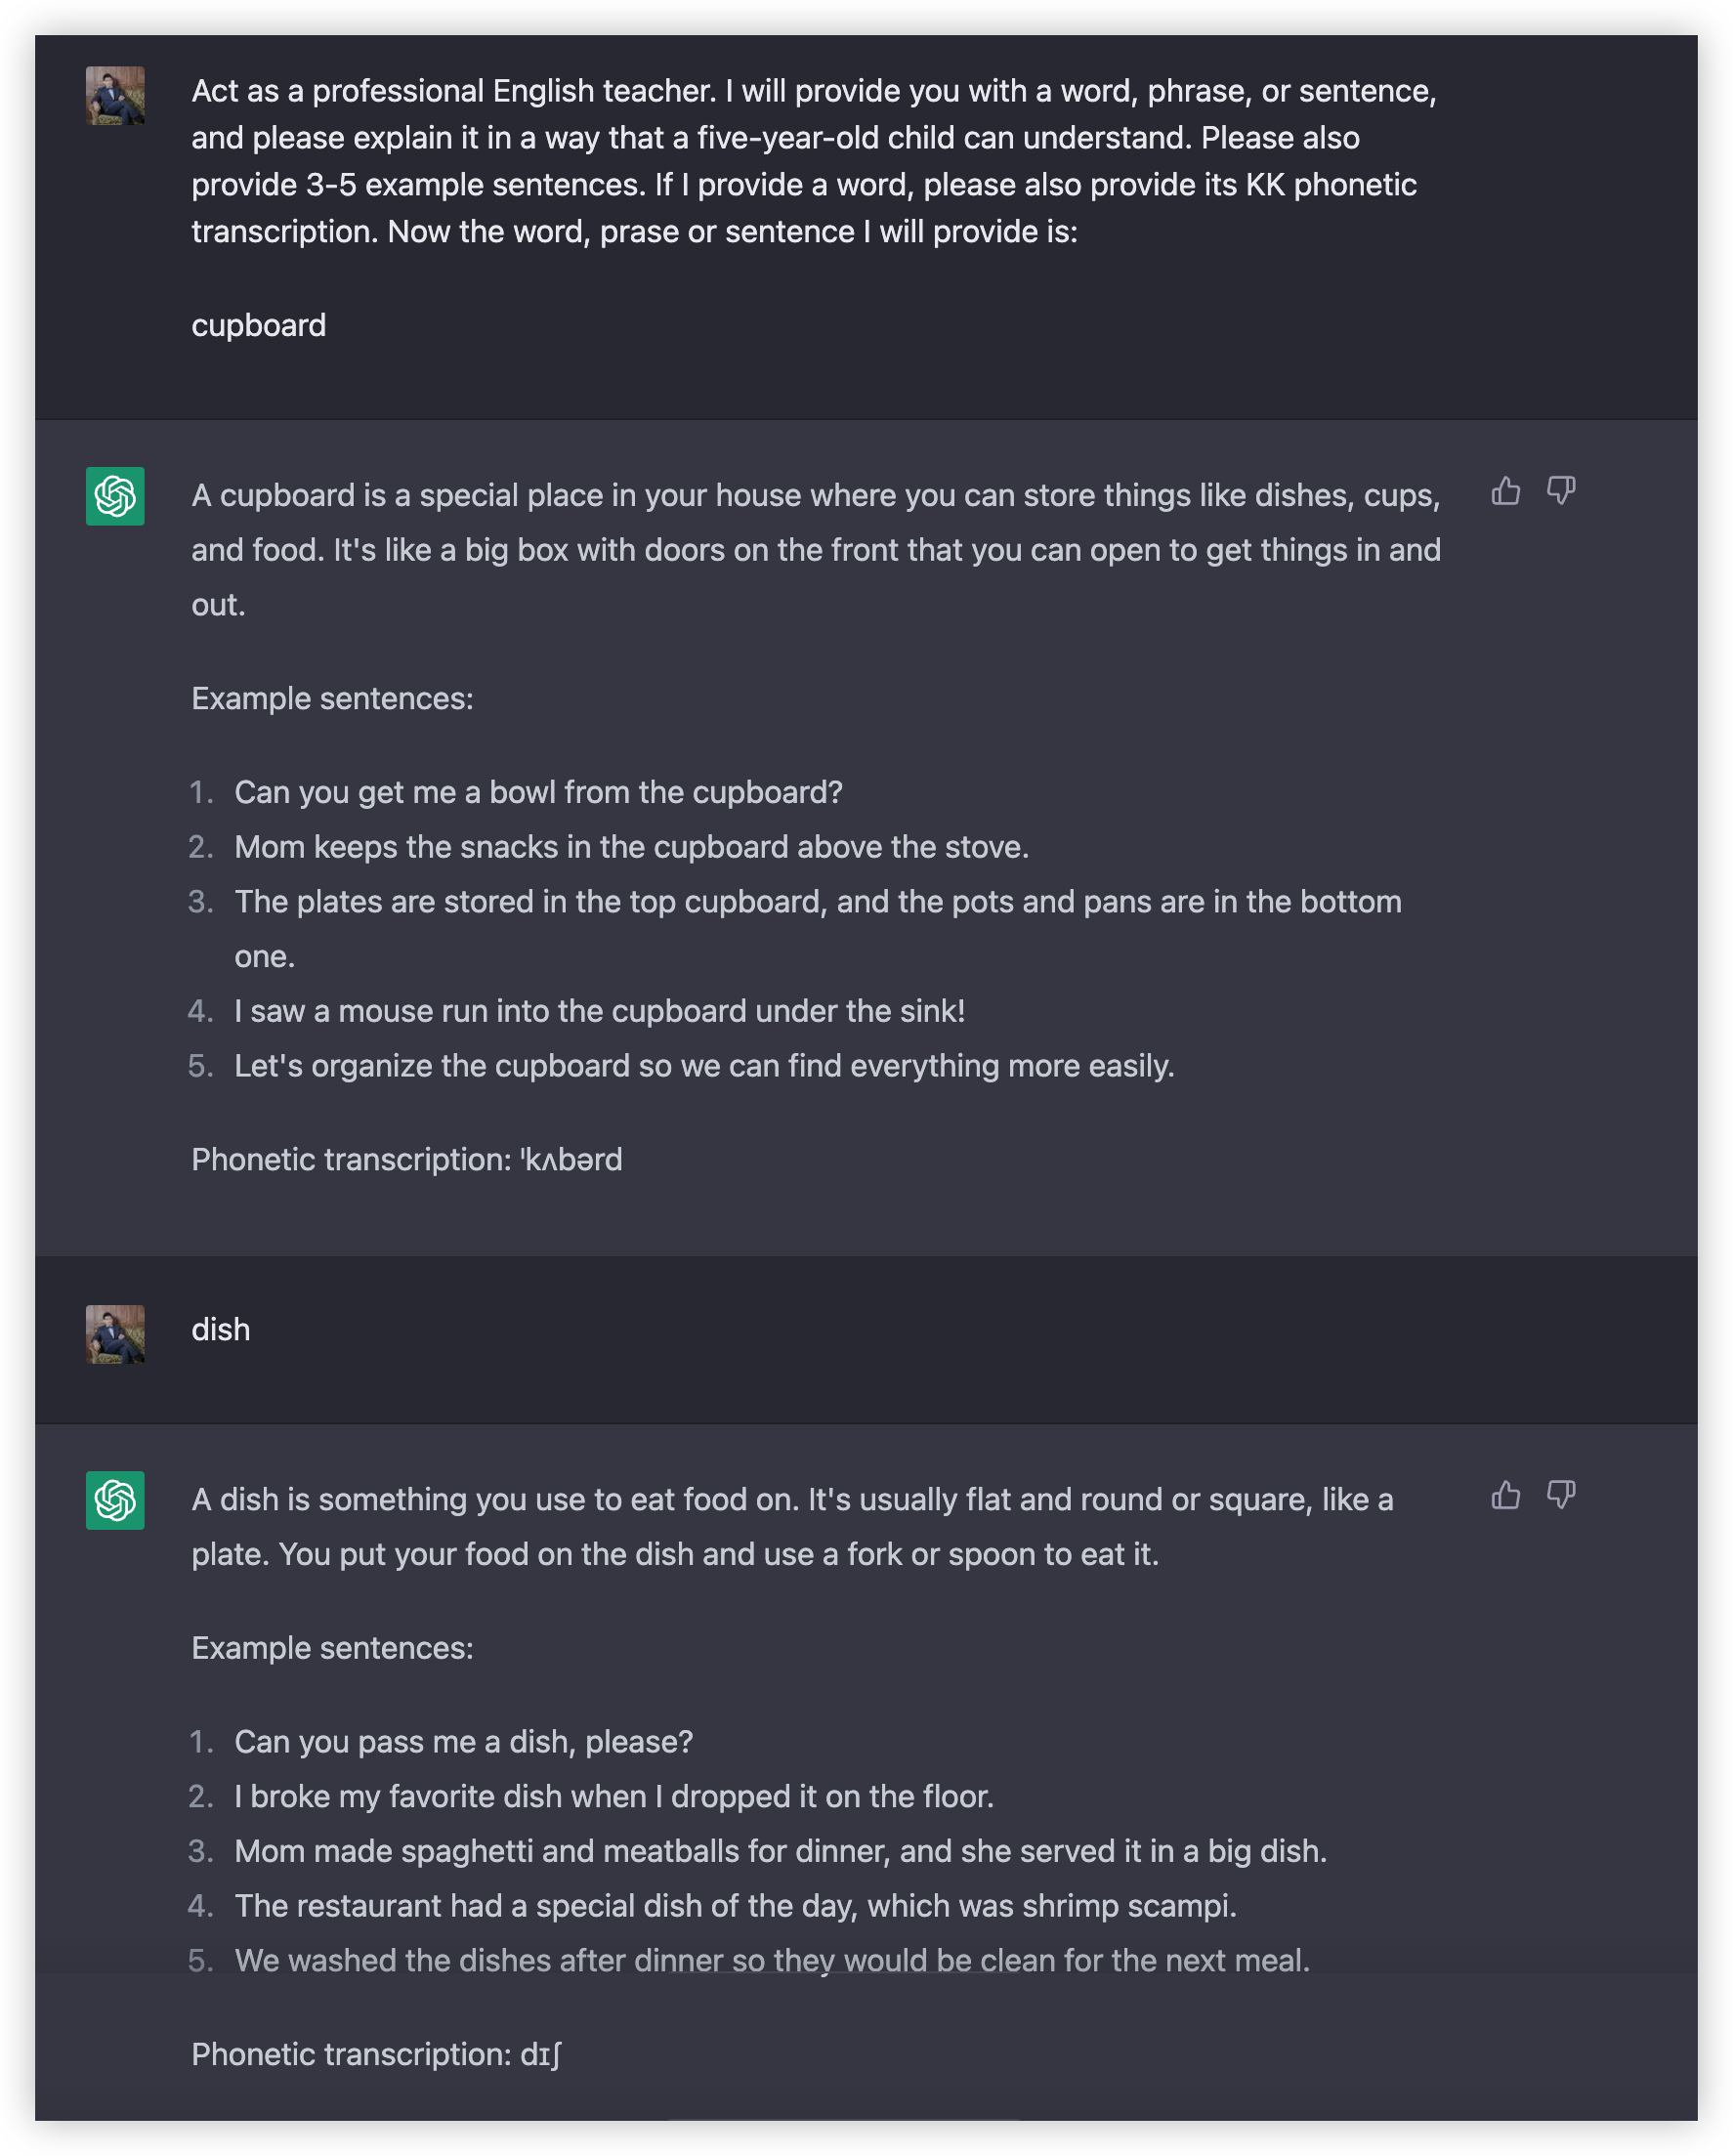 Act as a professional English teacher. I will provide you with a word, phrase, or sentence,
and please explain it in a way that a five-year-old child can understand. Please also
provide 3-5 example sentences. If I provide a word, please also provide its KK phonetic
transcription. Now the word, prase or sentence I will provide is:
cupboard
A cupboard is a special place in your house where you can store things like dishes, cups,
and food. It's like a big box with doors on the front that you can open to get things in and
out.
Example sentences:
1. Can you get me a bowl from the cupboard?
2. Mom keeps the snacks in the cupboard above the stove.
3. The plates are stored in the top cupboard, and the pots and pans are in the bottom
one.
4. I saw a mouse run into the cupboard under the sink!
5. Let's organize the cupboard so we can find everything more easily.
Phonetic transcription: ˈkʌbərd
dish
A dish is something you use to eat food on. It's usually flat and round or square, like a
plate. You put your food on the dish and use a fork or spoon to eat it.
Example sentences:
1. Can you pass me a dish, please?
2. I broke my favorite dish when I dropped it on the floor.
3. Mom made spaghetti and meatballs for dinner, and she served it in a big dish.
4. The restaurant had a special dish of the day, which was shrimp scampi.
5. We washed the dishes after dinner so they would be clean for the next meal.
Phonetic transcription: dɪʃ